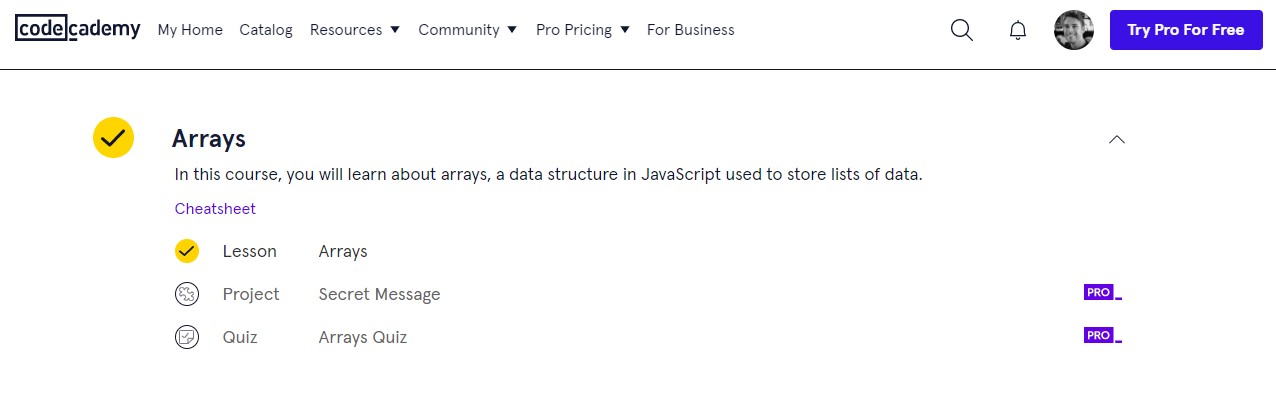 codecademy My Home Catalog Resources Community Pro Pricing For Business Try Pro For Free
Arrays
In this course, you will learn about arrays, a data structure in JavaScript used to store lists of data.
Cheatsheet
Lesson Arrays
Project Secret Message PRO
Quiz Arrays Quiz PRO